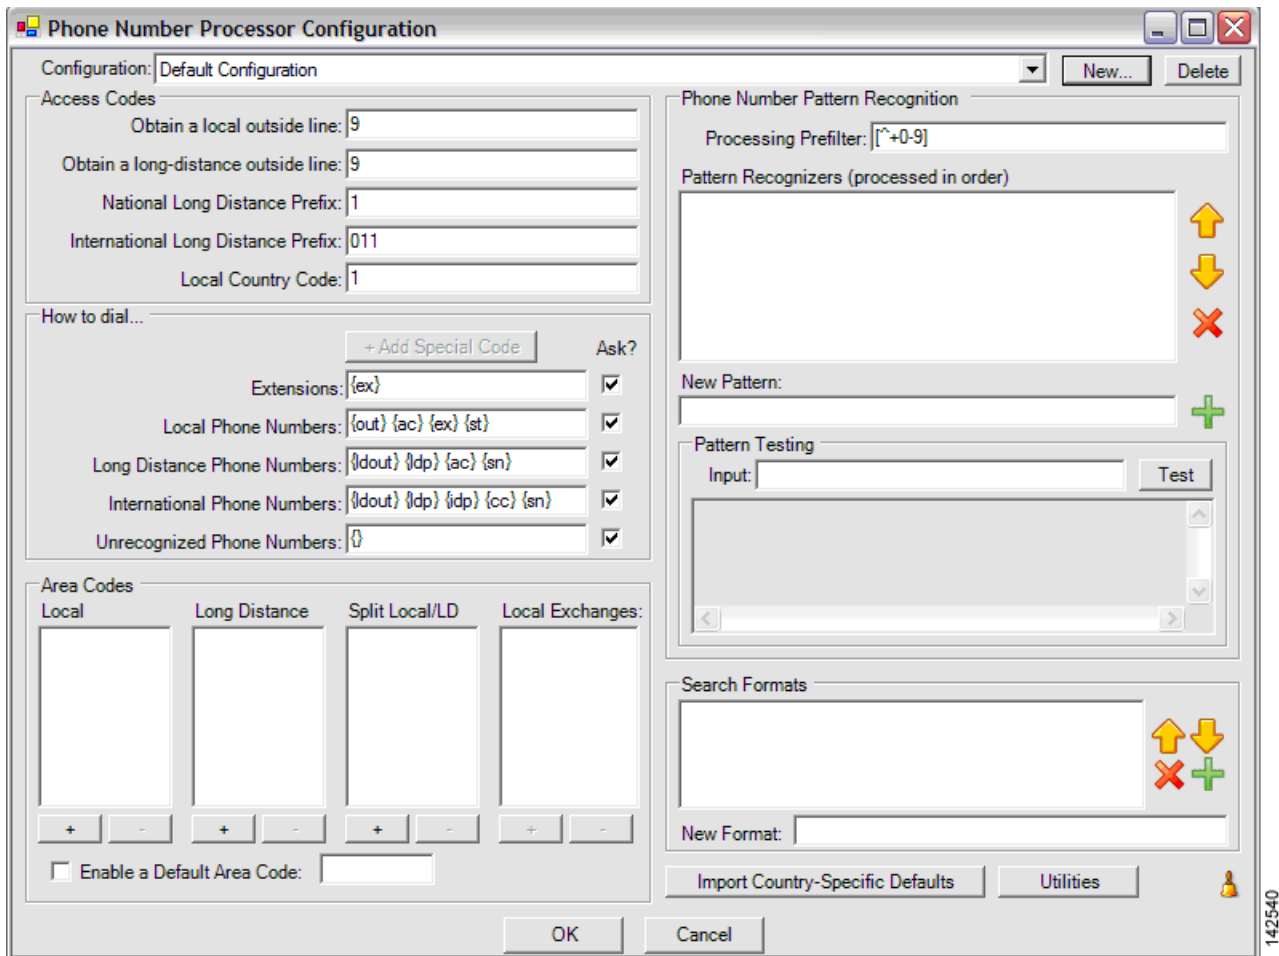 Phone Number Processor Configuration
Configuration: Default Configuration
New...
Delete
Access Codes
Obtain a local outside line: 9
Obtain a long-distance outside line: 9
National Long Distance Prefix: 1
International Long Distance Prefix: 011
Local Country Code: 1
How to dial...
+ Add Special Code
Ask?
Extensions: {ex}
Local Phone Numbers: {out} {ac} {ex} {st}
Long Distance Phone Numbers: {ldout} {ldp} {ac} {sn}
International Phone Numbers: {ldout} {ldp} {idp} {cc} {sn}
Unrecognized Phone Numbers: {}
Area Codes
Local
Long Distance
Split Local/LD
Local Exchanges:
+ - + - + - + -
Enable a Default Area Code:
Phone Number Pattern Recognition
Processing Prefilter: [^+0-9]
Pattern Recognizers (processed in order)
New Pattern:
Pattern Testing
Input:
Test
Search Formats
New Format:
Import Country-Specific Defaults
Utilities
OK
Cancel
142540